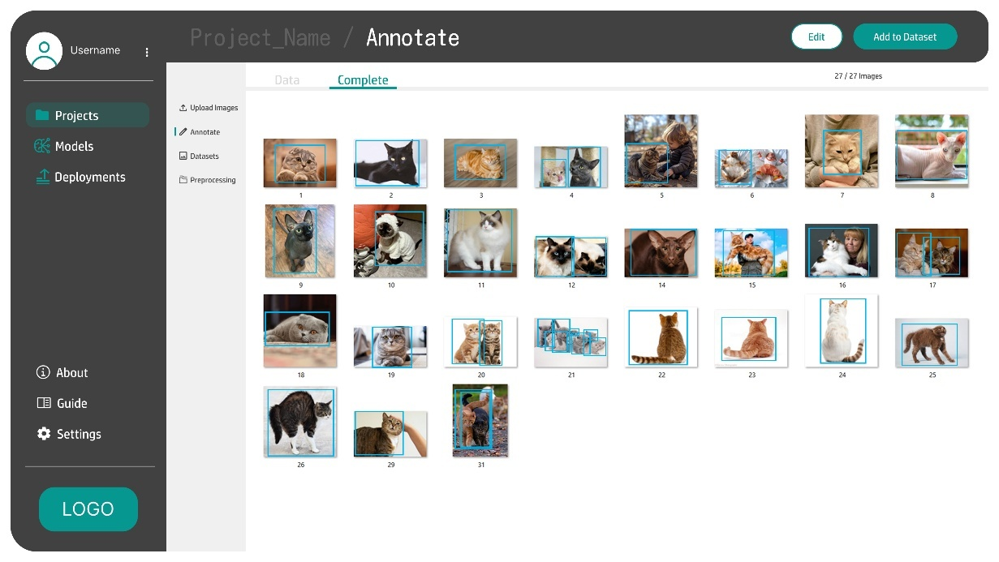 Username
Project_Name / Annotate
Edit
Add to Dataset
Data
Complete
27 / 27 Images
Projects
Models
Deployments
Upload Images
Annotate
Datasets
Preprocessing
1
2
3
4
5
6
7
8
9
10
11
12
14
15
16
17
18
19
20
21
22
23
24
25
26
29
31
About
Guide
Settings
LOGO